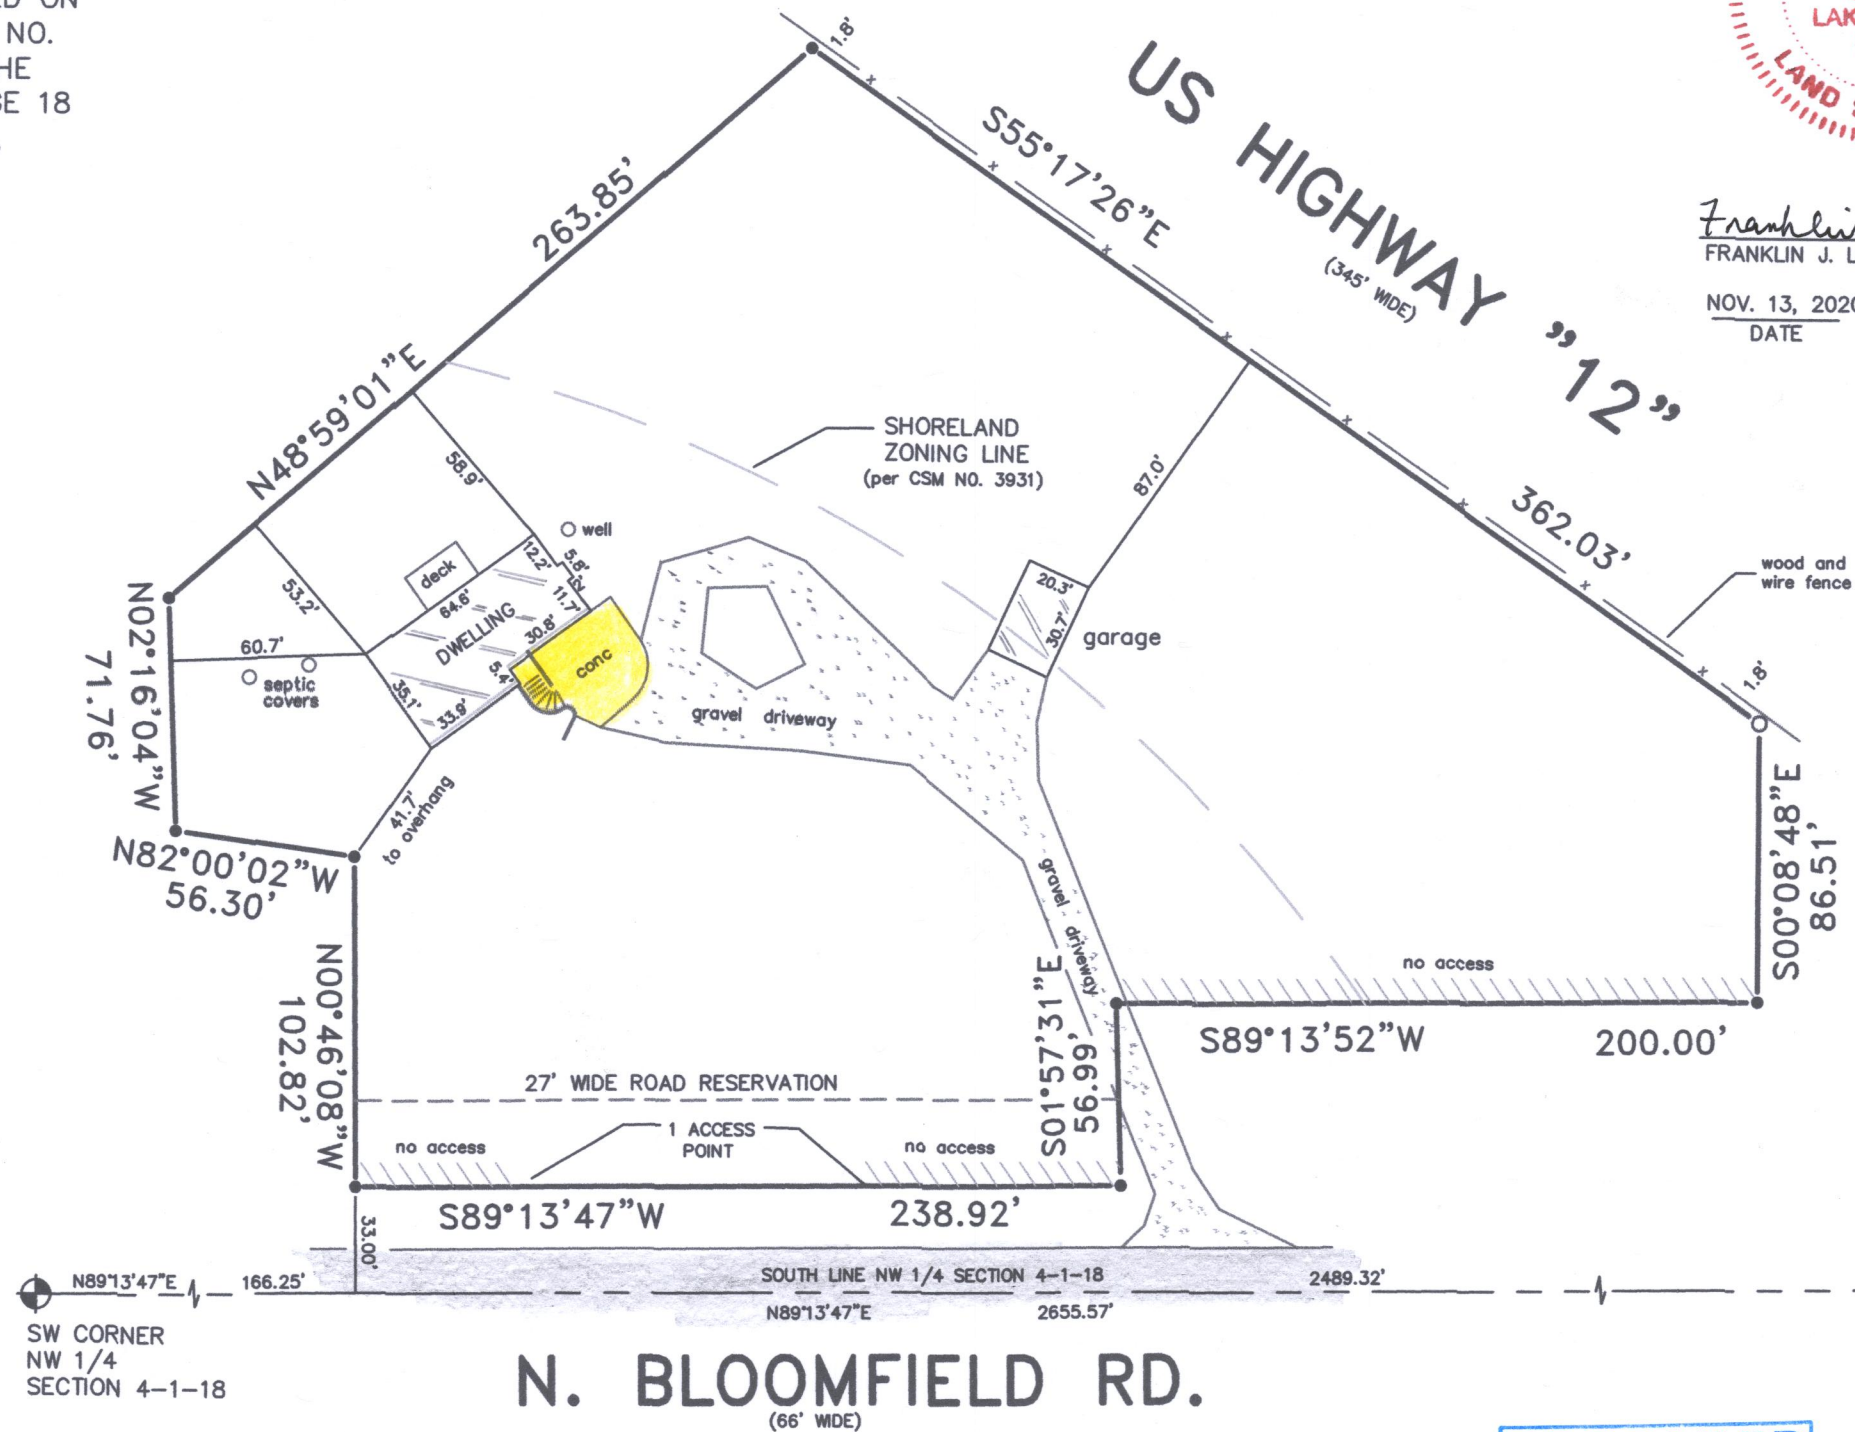 ON
NO.
HE
GE 18
LAK
LAND
US HIGHWAY "12"
(345' WIDE)
FRANKLIN J. L
NOV. 13, 2020
DATE
1.8'
S55°17'26"E
362.03'
1.8'
wood and
wire fence
263.85'
N48°59'01"E
SHORELAND
ZONING LINE
(per CSM NO. 3931)
87.0'
58.9'
well
12.2'
5.8'
11.7'
deck
64.6'
53.2'
DWELLING
30.8'
conc
5.4'
35.1'
33.9'
20.3'
30.7'
garage
60.7'
septic
covers
gravel driveway
N02°16'04"W
71.76'
41.7'
to overhang
N82°00'02"W
56.30'
gravel driveway
S00°08'48"E
86.51'
no access
S89°13'52"W 200.00'
N00°46'08"W
102.82'
S01°57'31"E
56.99'
27' WIDE ROAD RESERVATION
no access
1 ACCESS
POINT
no access
S89°13'47"W 238.92'
33.00'
N89°13'47"E 166.25' SOUTH LINE NW 1/4 SECTION 4-1-18 2489.32'
N89°13'47"E 2655.57'
SW CORNER
NW 1/4
SECTION 4-1-18
N. BLOOMFIELD RD.
(66' WIDE)